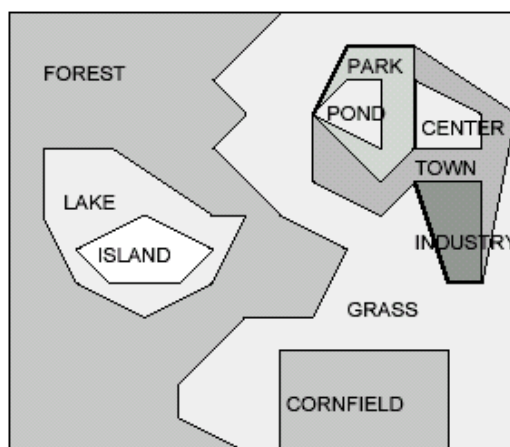 PARK
FOREST
POND
CENTER
TOWN
LAKE
INDUSTRY
ISLAND
GRASS
CORNFIELD